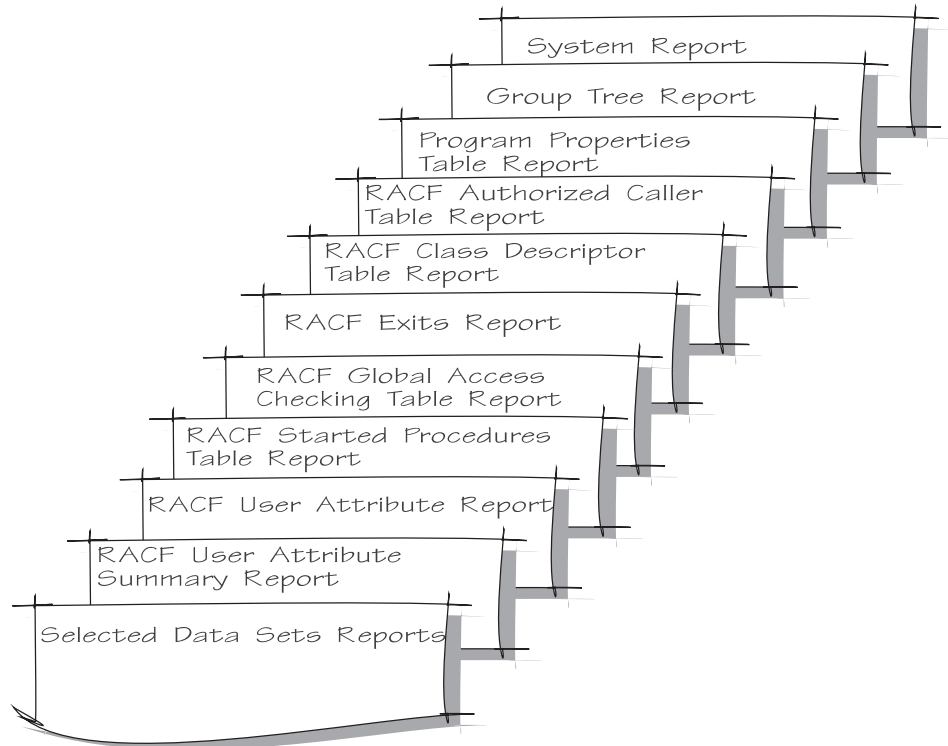 System Report
Group Tree Report
Program Properties
Table Report
RACF Authorized Caller
Table Report
RACF Class Descriptor
Table Report
RACF Exits Report
RACF Global Access
Checking Table Report
RACF Started Procedures
Table Report
RACF User Attribute Report
RACF User Attribute
Summary Report
Selected Data Sets Reports